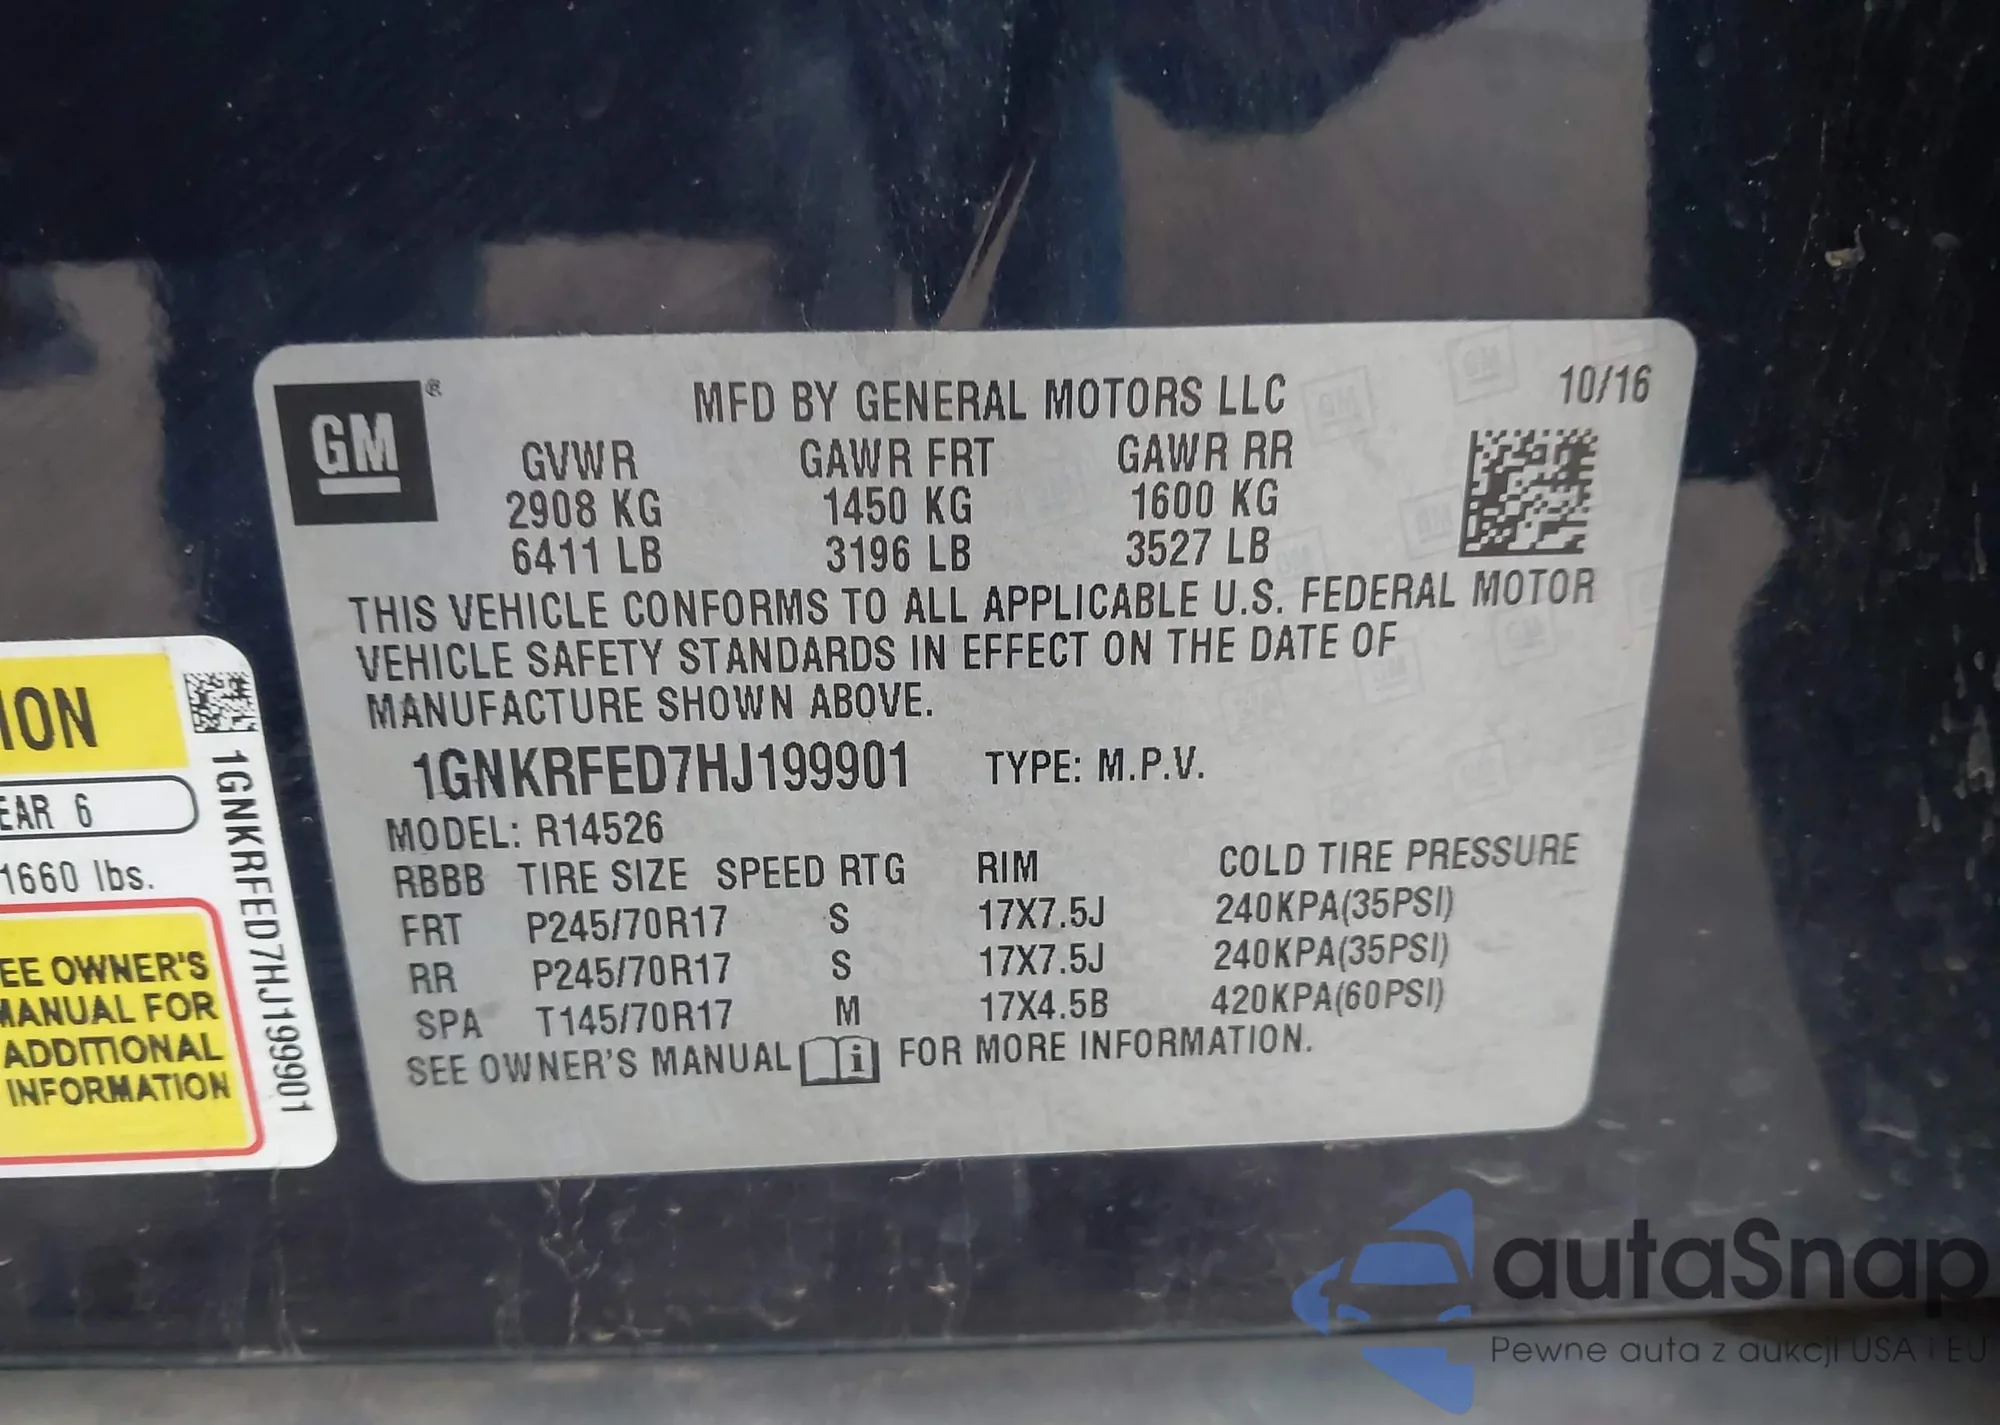 GM ®
MFD BY GENERAL MOTORS LLC
10/16
GVWR GAWR FRT GAWR RR
2908 KG 1450 KG 1600 KG
6411 LB 3196 LB 3527 LB
THIS VEHICLE CONFORMS TO ALL APPLICABLE U.S. FEDERAL MOTOR
VEHICLE SAFETY STANDARDS IN EFFECT ON THE DATE OF
MANUFACTURE SHOWN ABOVE.
1GNKRFED7HJ199901 TYPE: M.P.V.
MODEL: R14526
RBBB TIRE SIZE SPEED RTG RIM COLD TIRE PRESSURE
FRT P245/70R17 S 17X7.5J 240KPA(35PSI)
RR P245/70R17 S 17X7.5J 240KPA(35PSI)
SPA T145/70R17 M 17X4.5B 420KPA(60PSI)
SEE OWNER'S MANUAL i FOR MORE INFORMATION.
ION
EAR 6
1660 lbs.
EE OWNER'S
MANUAL FOR
ADDITIONAL
INFORMATION
1GNKRFED7HJ199901
autaSnap
Pewne auta z aukcji USA i EU